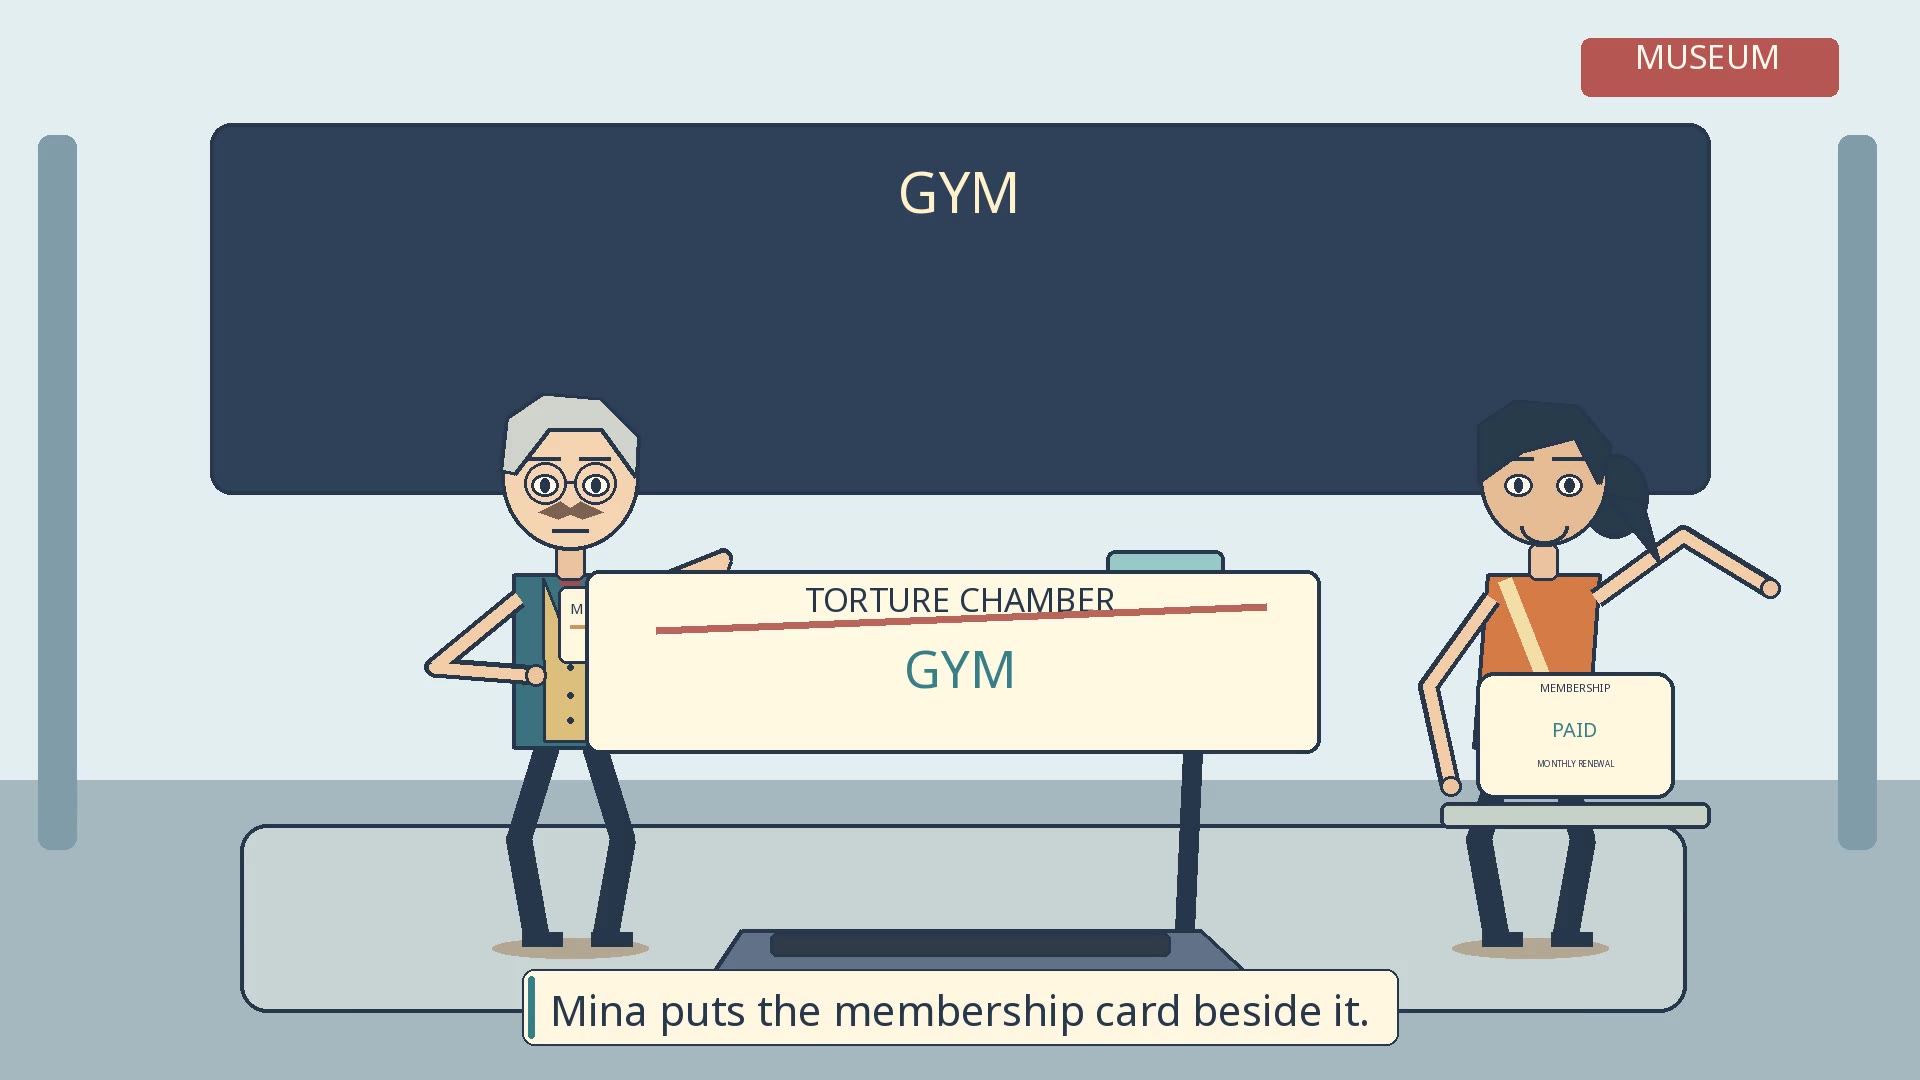 MUSEUM
GYM
M
TORTURE CHAMBER
GYM
MEMBERSHIP
PAID
MONTHLY RENEWAL
Mina puts the membership card beside it.